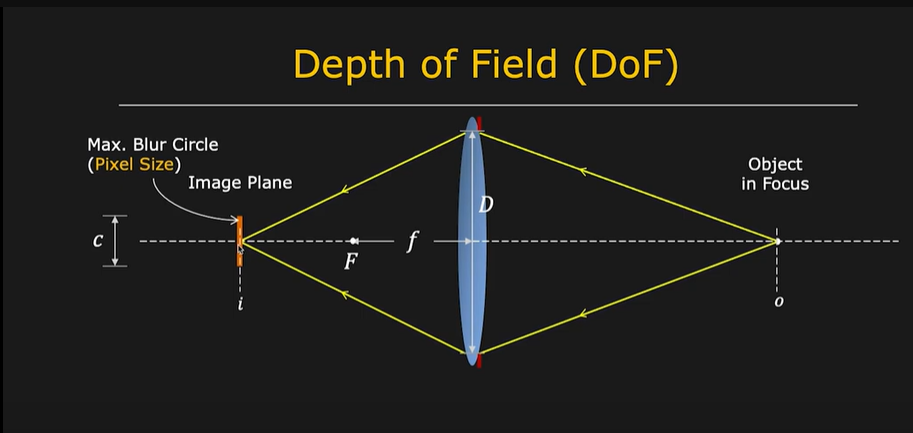 Depth of Field (DoF)
Max. Blur Circle
(Pixel Size)
Image Plane
Object
in Focus
D
c
f
F
i
o